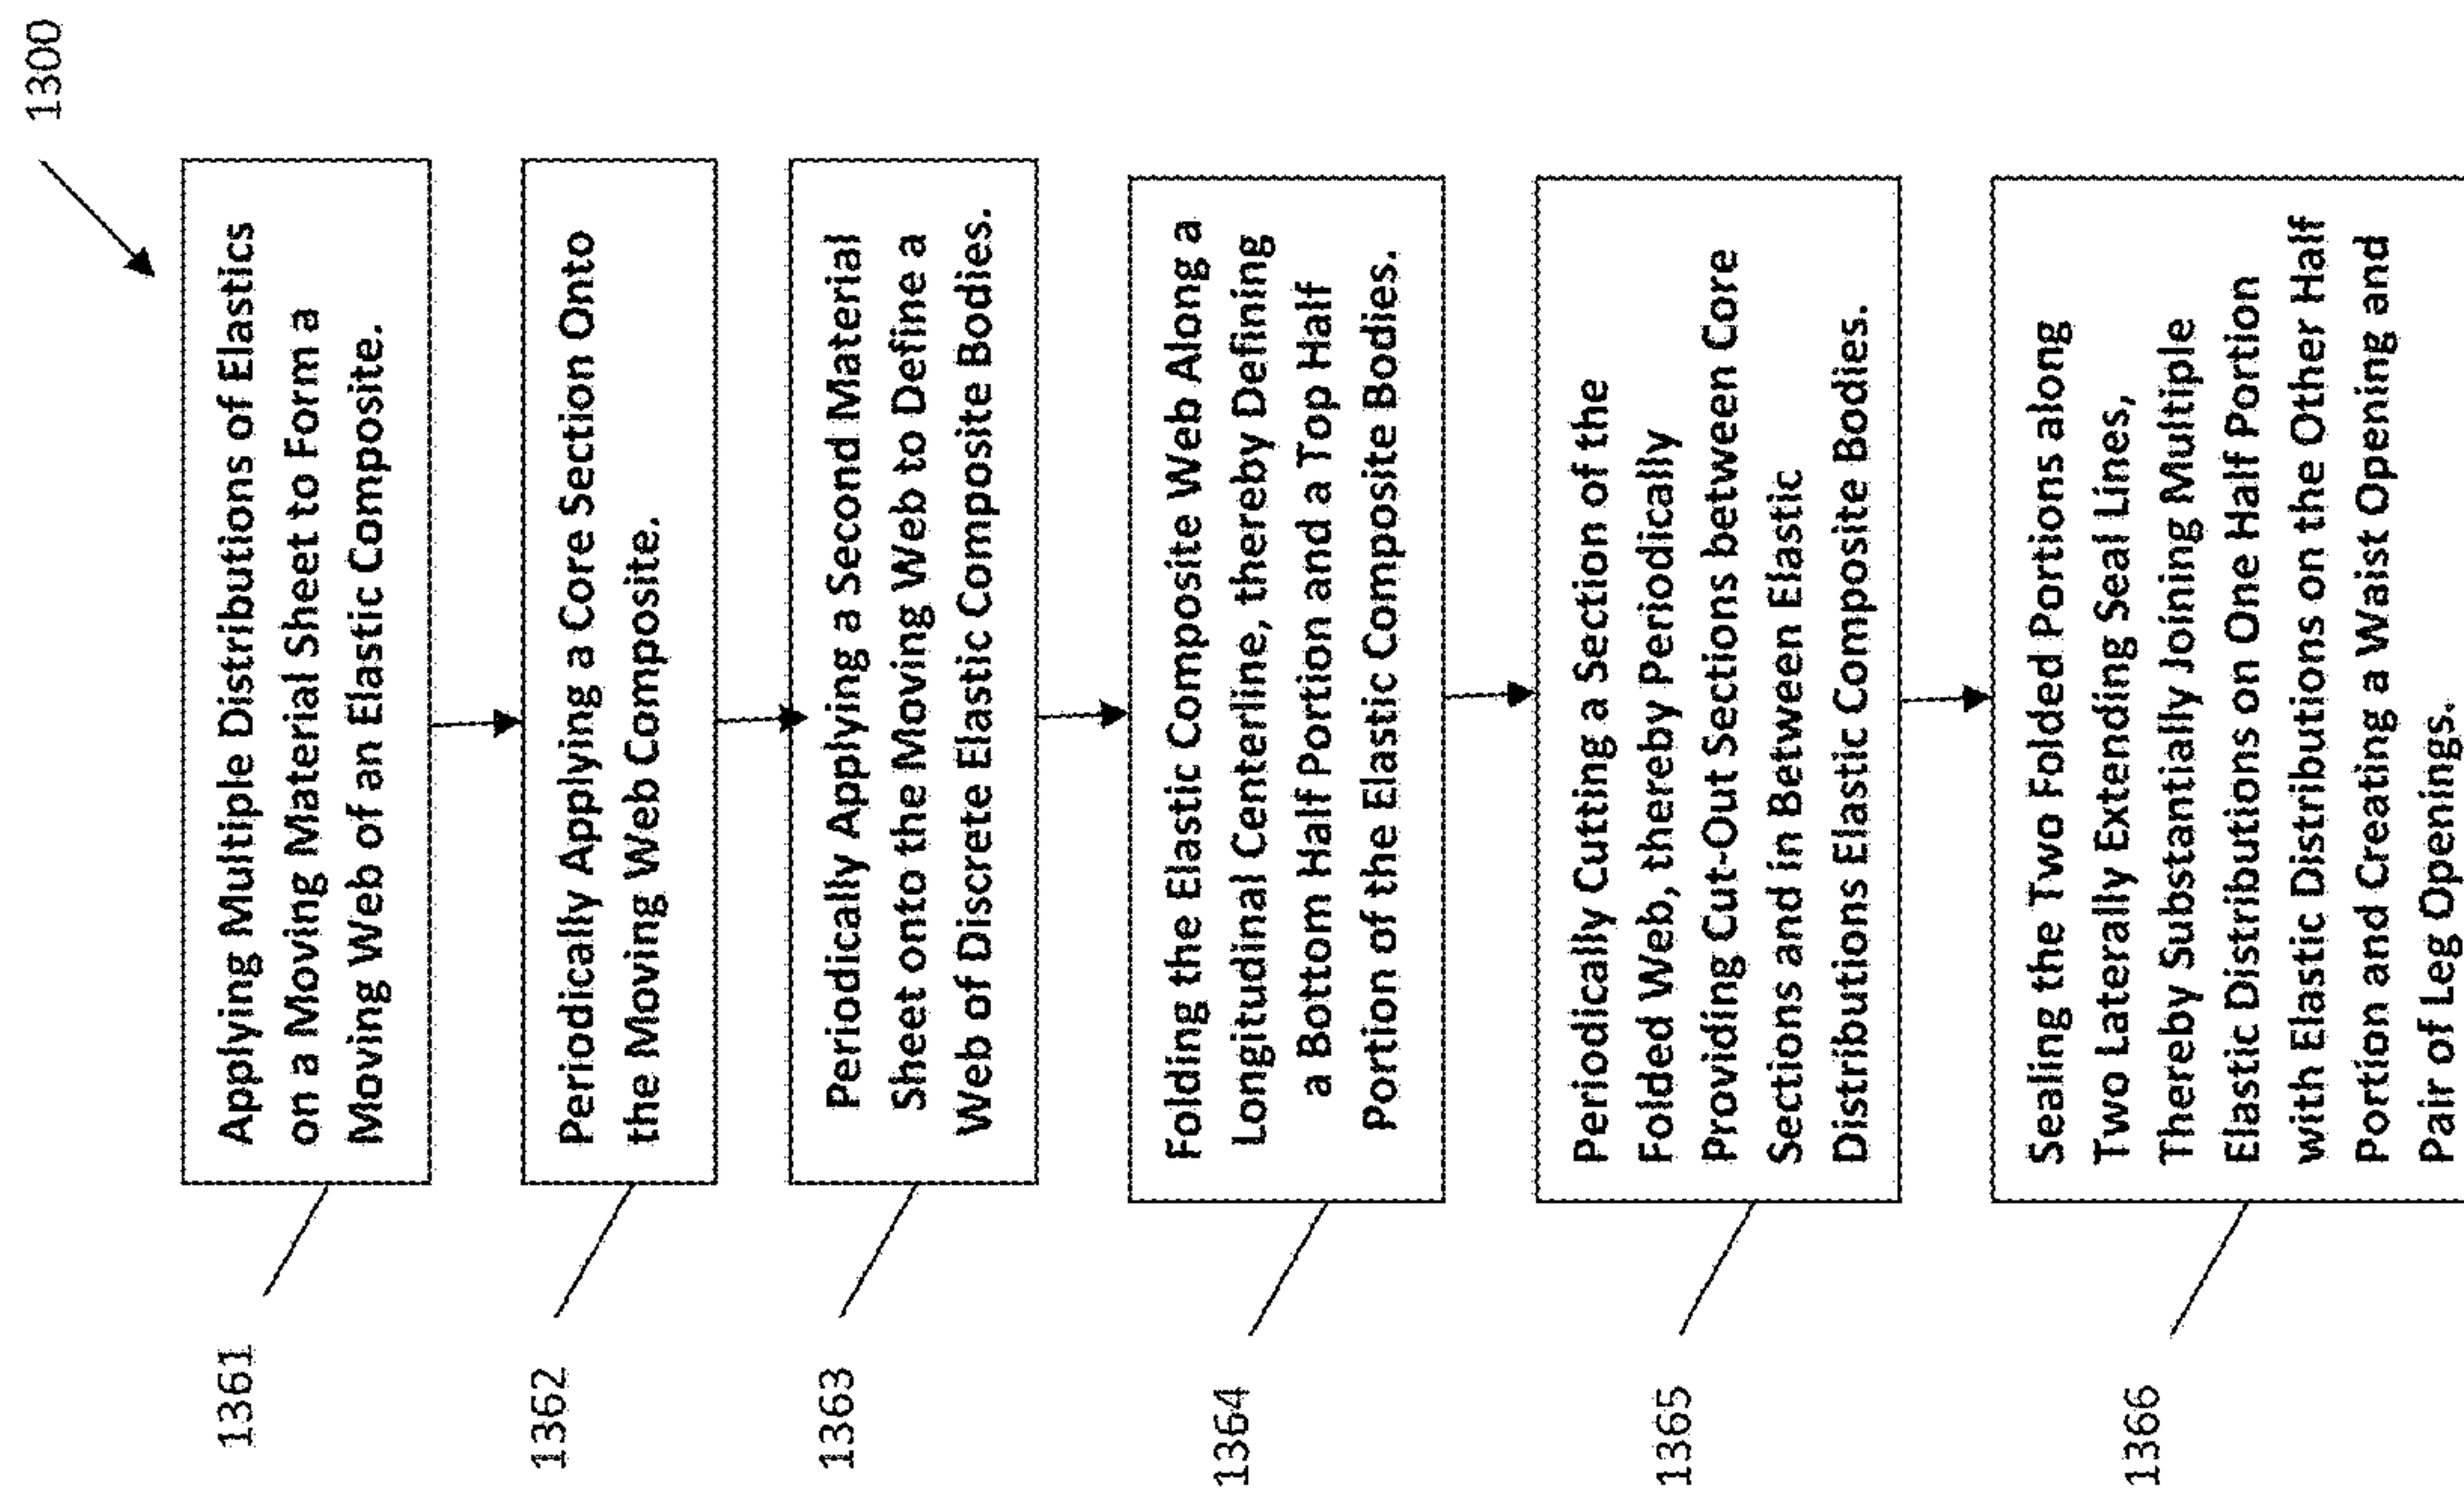 1300
1361
Applying Multiple Distributions of Elastics
on a Moving Material Sheet to Form a
Moving Web of an Elastic Composite.
1362
Periodically Applying a Core Section Onto
the Moving Web Composite.
1363
Periodically Applying a Second Material
Sheet onto the Moving Web to Define a
Web of Discrete Elastic Composite Bodies.
1364
Folding the Elastic Composite Web Along a
Longitudinal Centerline, thereby Defining
a Bottom Half Portion and a Top Half
Portion of the Elastic Composite Bodies.
1365
Periodically Cutting a Section of the
Folded Web, thereby Periodically
Providing Cut-Out Sections between Core
Sections and in Between Elastic
Distributions Elastic Composite Bodies.
1366
Sealing the Two Folded Portions along
Two Laterally Extending Seal Lines,
Thereby Substantially Joining Multiple
Elastic Distributions on One Half Portion
with Elastic Distributions on the Other Half
Portion and Creating a Waist Opening and
Pair of Leg Openings.